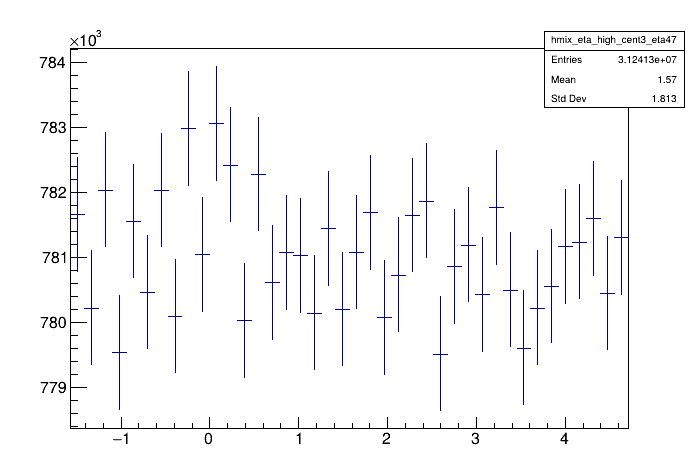 ×10³
hmix_eta_high_cent3_eta47
Entries 3.12413e+07
Mean 1.57
Std Dev 1.813
784
783
782
781
780
779
−1 0 1 2 3 4